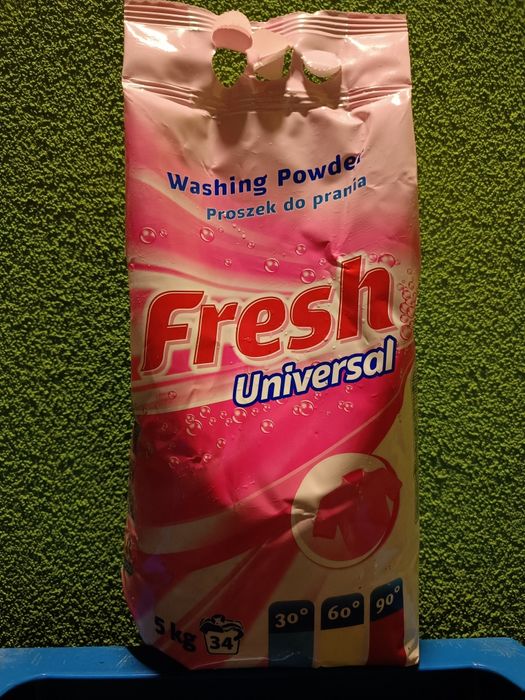 Washing Powder
Proszek do prania
Fresh
Universal
5 kg
34
30° 60° 90°